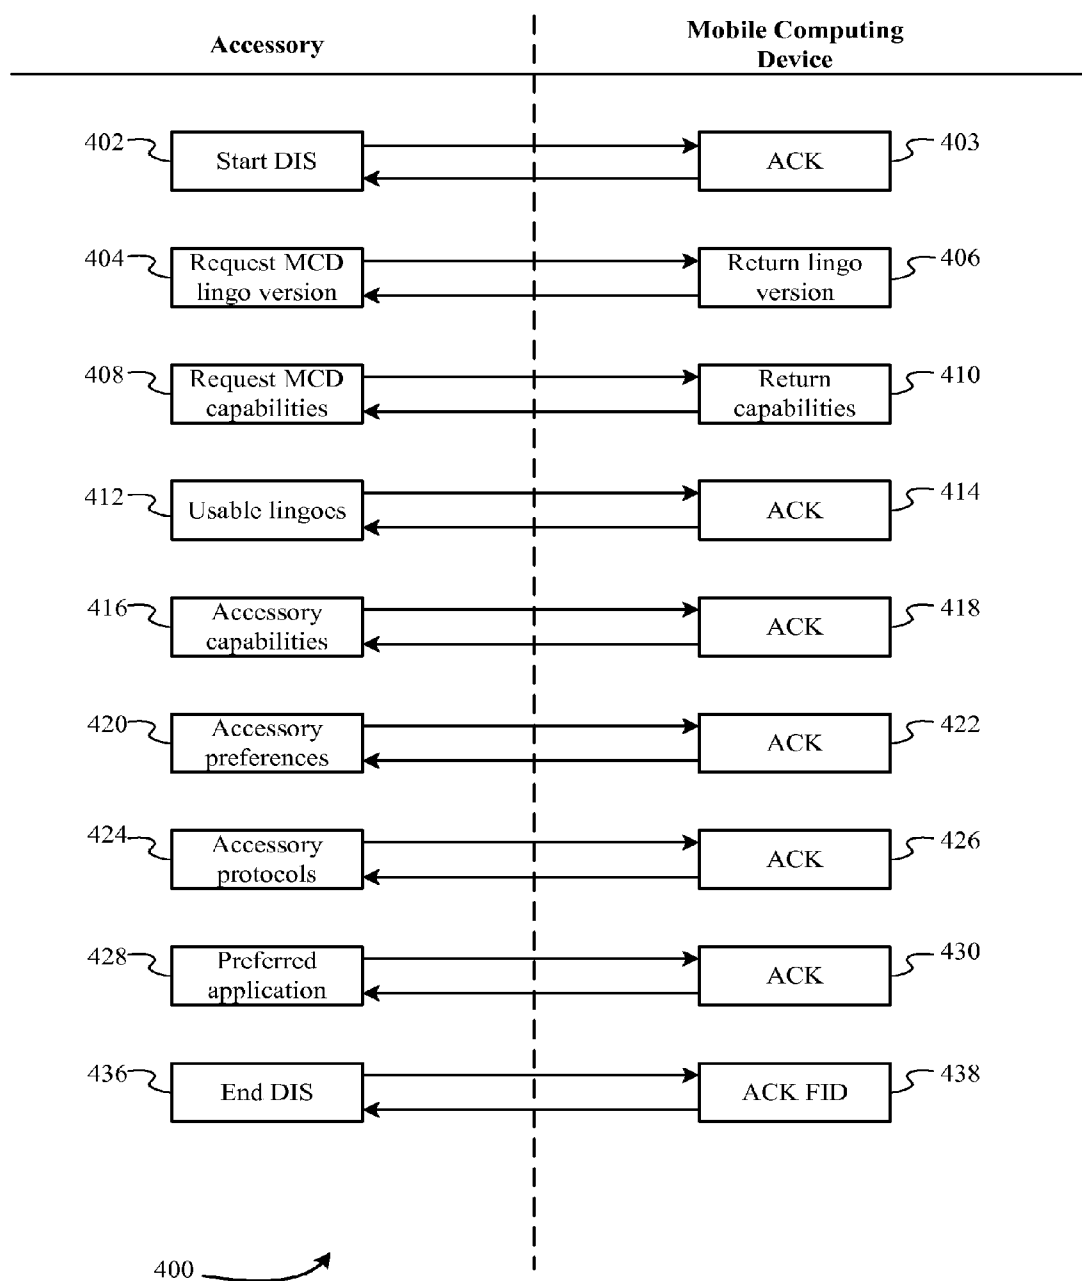 Accessory
Mobile Computing
Device
402
Start DIS
ACK
403
404
Request MCD
lingo version
Return lingo
version
406
408
Request MCD
capabilities
Return
capabilities
410
412
Usable lingoes
ACK
414
416
Accessory
capabilities
ACK
418
420
Accessory
preferences
ACK
422
424
Accessory
protocols
ACK
426
428
Preferred
application
ACK
430
436
End DIS
ACK FID
438
400